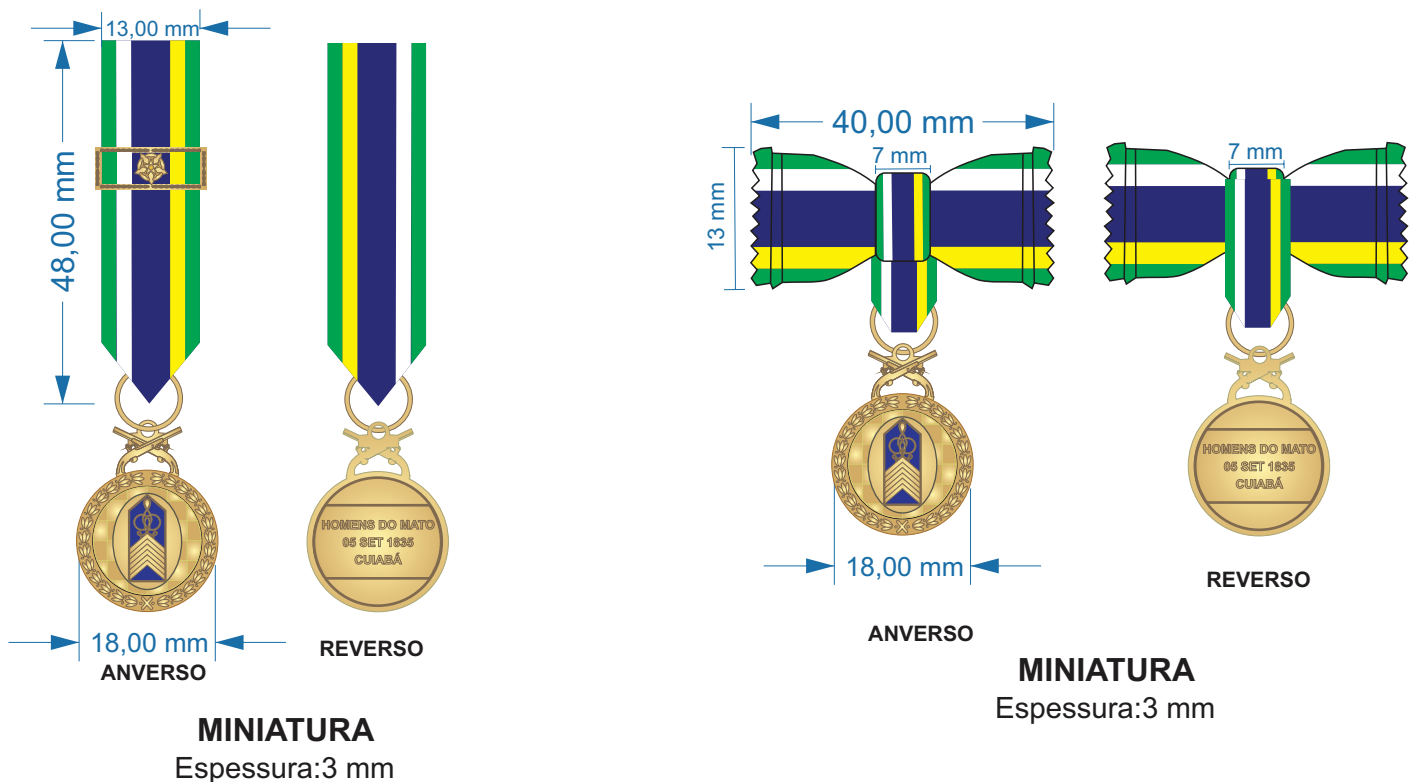 13,00 mm
48,00 mm
HOMENS DO MATO
05 SET 1835
CUIABÁ
18,00 mm
ANVERSO
REVERSO
MINIATURA
Espessura:3 mm
40,00 mm
7 mm
13 mm
7 mm
HOMENS DO MATO
05 SET 1835
CUIABÁ
18,00 mm
ANVERSO
REVERSO
MINIATURA
Espessura:3 mm